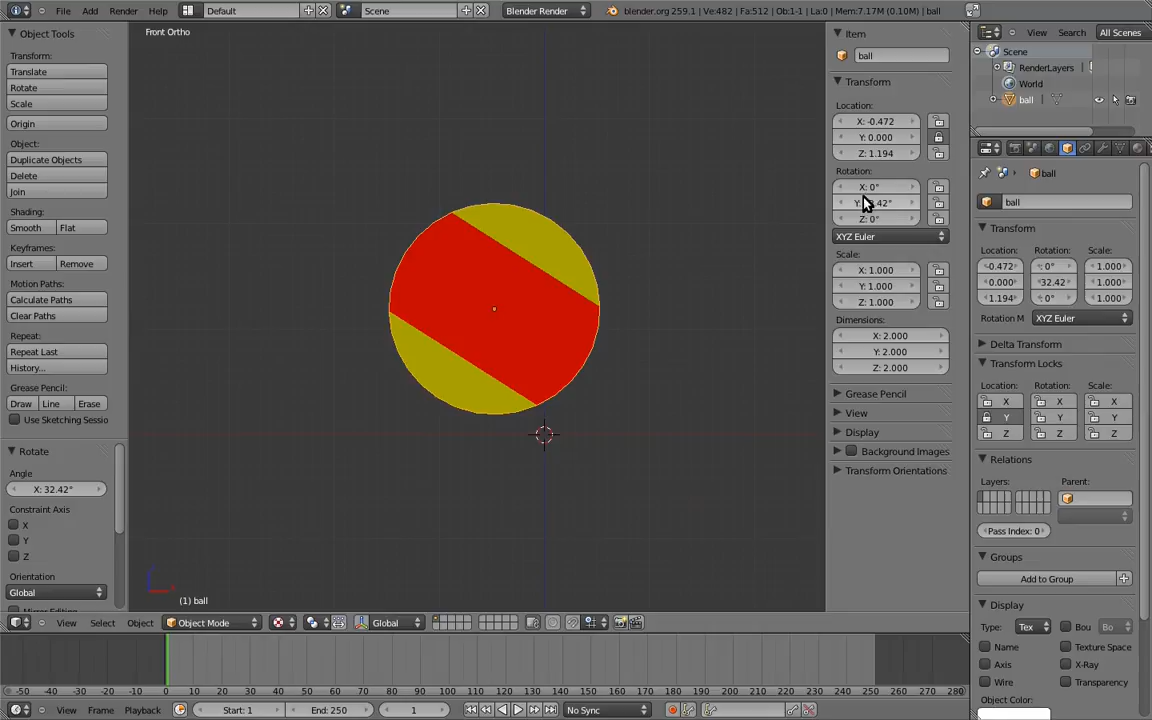 File Add Render Help Default Scene Blender Render blender.org 259.1 | Ve:482 | Fa:512 | Ob:1-1 | La:0 | Mem:7.17M (0.10M) | ball
Object Tools
Transform:
Translate
Rotate
Scale
Origin
Object:
Duplicate Objects
Delete
Join
Shading:
Smooth Flat
Keyframes:
Insert Remove
Motion Paths:
Calculate Paths
Clear Paths
Repeat:
Repeat Last
History...
Grease Pencil:
Draw Line Erase
Use Sketching Sessio
Rotate
Angle
X: 32.42°
Constraint Axis
X
Y
Z
Orientation
Global
Front Ortho
(1) ball
Item
ball
Transform
Location:
X: -0.472
Y: 0.000
Z: 1.194
Rotation:
X: 0°
Z: 0°
XYZ Euler
Scale:
X: 1.000
Y: 1.000
Z: 1.000
Dimensions:
X: 2.000
Y: 2.000
Z: 2.000
Grease Pencil
View
Display
Background Images
Transform Orientations
View Search All Scenes
Scene
RenderLayers
World
ball
ball
ball
Transform
Location: Rotation: Scale:
-0.472 0° 1.000
0.000 32.42 1.000
1.194 0° 1.000
Rotation M XYZ Euler
Delta Transform
Transform Locks
Location: Rotation: Scale:
X X X
Y Y Y
Z Z Z
Relations
Layers: Parent:
Pass Index: 0
Groups
Add to Group
Display
Type: Tex Bou Bo
Name Texture Space
Axis X-Ray
Wire Transparency
Object Color:
View Select Object Object Mode Global
-50 -40 -30 -20 -10 0 10 20 30 40 50 60 70 80 90 100 110 120 130 140 150 160 170 180 190 200 210 220 230 240 250 260 270 280
View Frame Playback Start: 1 End: 250 1 No Sync